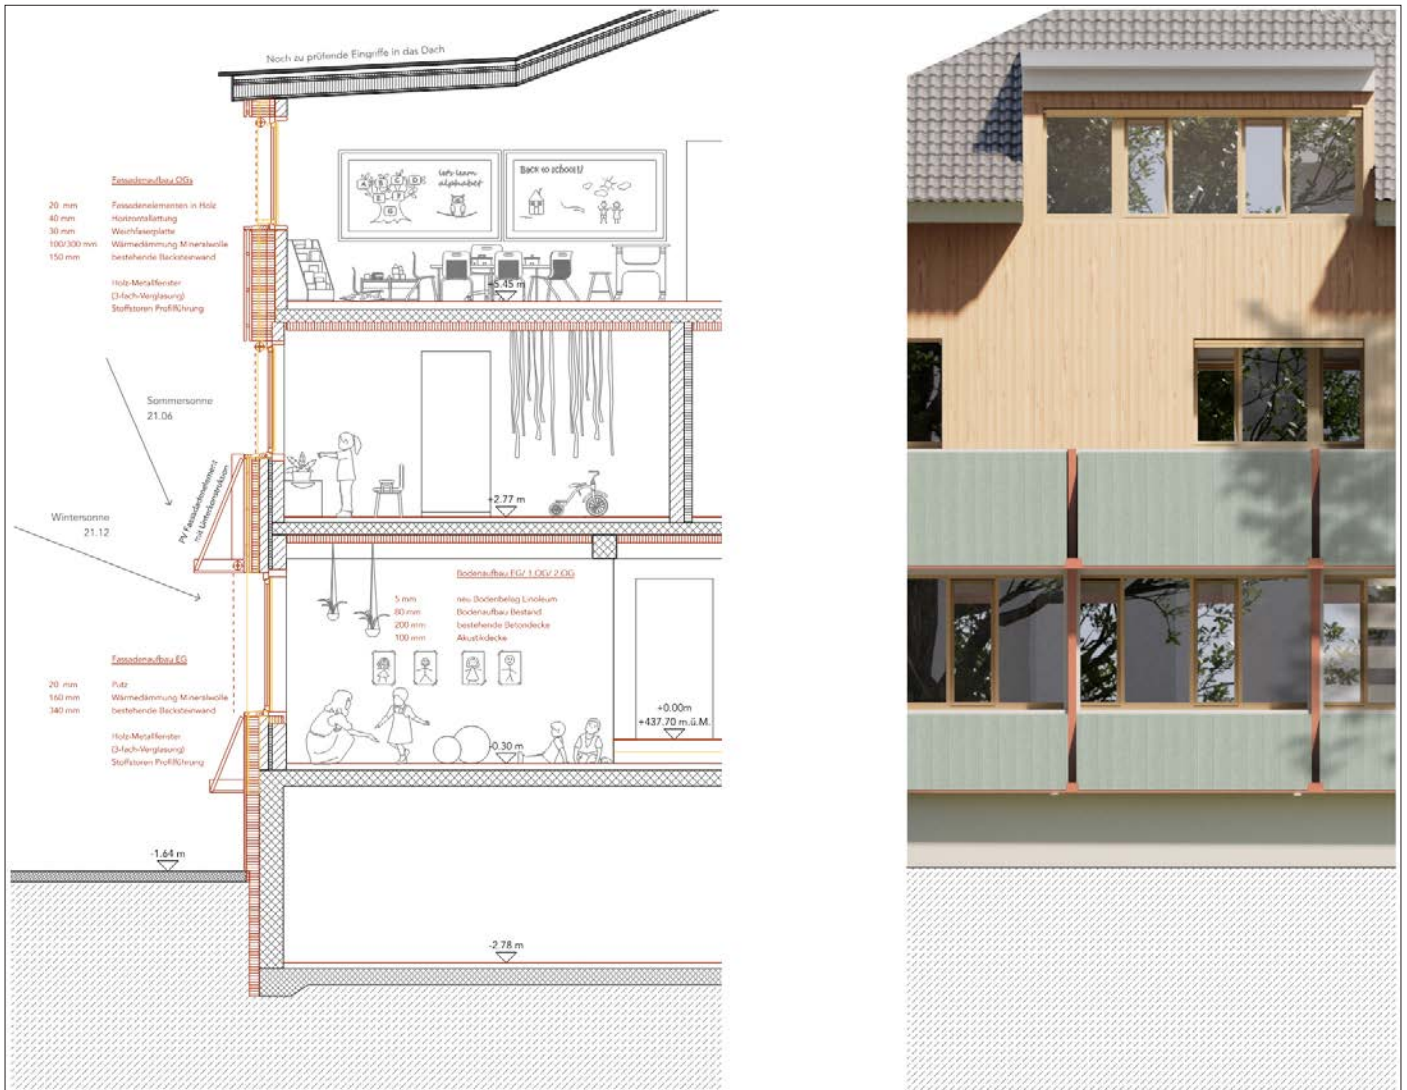 Noch zu prüfende Eingriffe in das Dach
Fassadenaufbau OGs
20 mm Fassadenelementen in Holz
40 mm Horizontallattung
30 mm Weichfaserplatte
100/300 mm Wärmedämmung Mineralwolle
150 mm bestehende Backsteinwand
Holz-Metallfenster
(3-fach-Verglasung)
Stoffstoren Profilführung
A B C D
E F
G
lets learn
alphabet
Back to school!
+5.45 m
Sommersonne
21.06
PV Fassadenelement
mit Unterkonstruktion
Wintersonne
21.12
+2.77 m
Bodenaufbau EG/ 1.OG/ 2.OG
5 mm neu Bodenbelag Linoleum
80 mm Bodenaufbau Bestand
200 mm bestehende Betondecke
100 mm Akustikdecke
Fassadenaufbau EG
20 mm Putz
160 mm Wärmedämmung Mineralwolle
340 mm bestehende Backsteinwand
Holz-Metallfenster
(3-fach-Verglasung)
Stoffstoren Profilführung
+0.00m
+437.70 m.ü.M.
-0.30 m
-1.64 m
-2.78 m